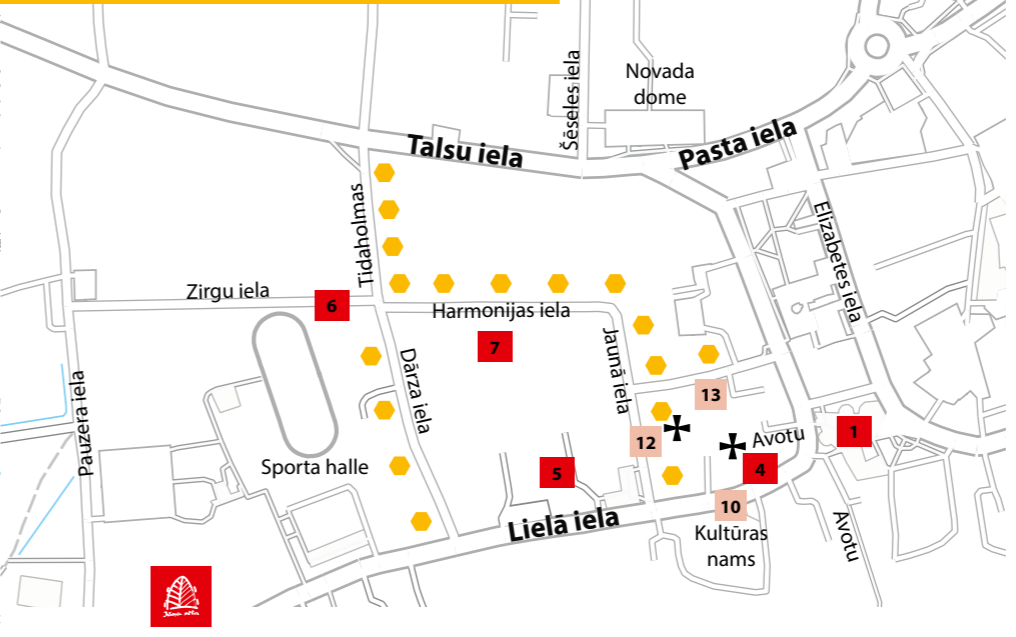 Šēseles iela
Novada
dome
Talsu iela
Pasta iela
Tidaholmas
Elizabetes iela
Zirgu iela
6
Harmonijas iela
7
Jaunā iela
Dārza iela
Pauzera iela
13
12
1
Avotu
4
Sporta halle
5
10
Lielā iela
Kultūras
nams
Avotu